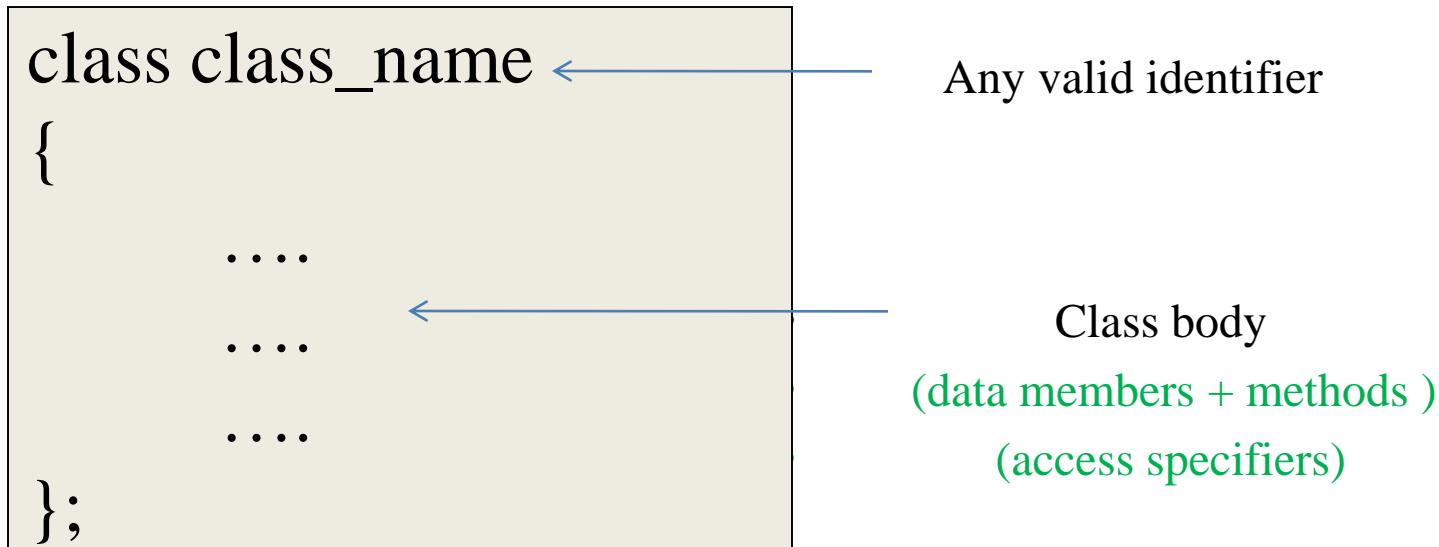 class class_name
Any valid identifier
{
....
....
....
};
Class body
(data members + methods )
(access specifiers)